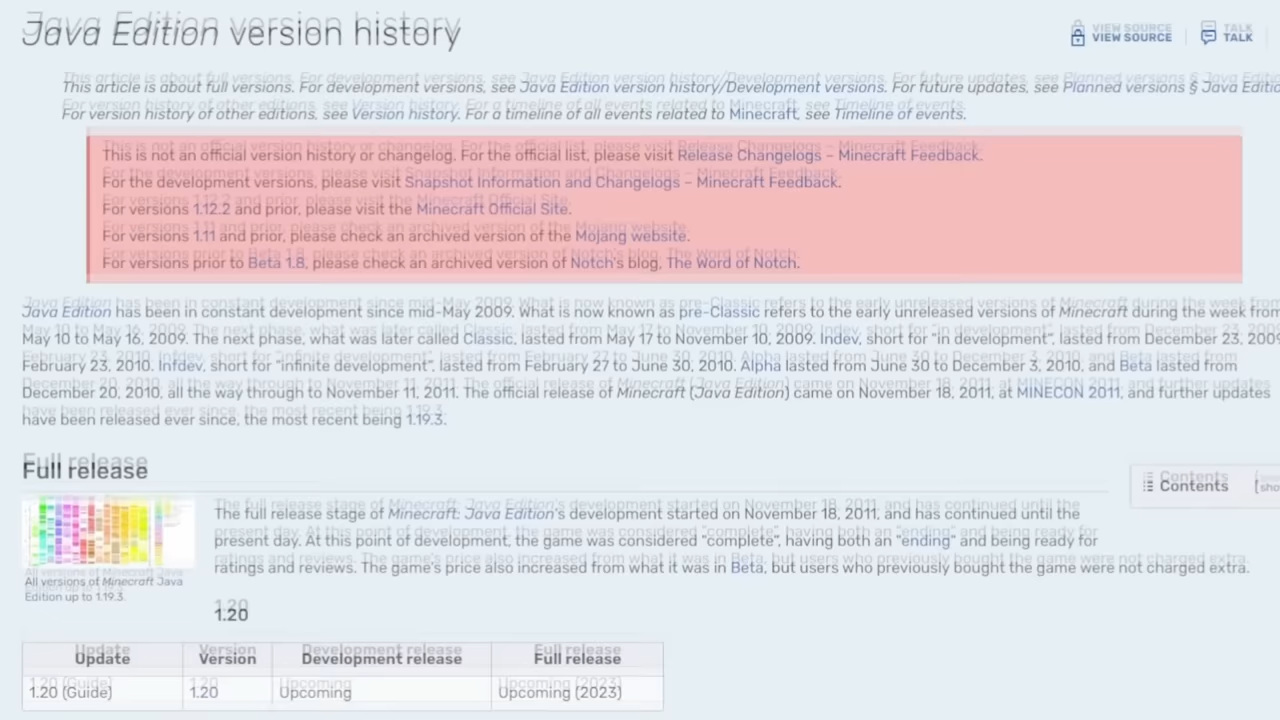 Java Edition version history
VIEW SOURCE
TALK
This article is about full versions. For development versions, see Java Edition version history/Development versions. For future updates, see Planned versions § Java Editio
For version history of other editions, see Version history. For a timeline of all events related to Minecraft, see Timeline of events.
This is not an official version history or changelog. For the official list, please visit Release Changelogs – Minecraft Feedback.
For the development versions, please visit Snapshot Information and Changelogs – Minecraft Feedback.
For versions 1.12.2 and prior, please visit the Minecraft Official Site.
For versions 1.11 and prior, please check an archived version of the Mojang website.
For versions prior to Beta 1.8, please check an archived version of Notch's blog, The Word of Notch.
Java Edition has been in constant development since mid-May 2009. What is now known as pre-Classic refers to the early unreleased versions of Minecraft during the week from
May 10 to May 16, 2009. The next phase, what was later called Classic, lasted from May 17 to November 10, 2009. Indev, short for "in development", lasted from December 23, 2009
February 23, 2010. Infdev, short for "infinite development", lasted from February 27 to June 30, 2010. Alpha lasted from June 30 to December 3, 2010, and Beta lasted from
December 20, 2010, all the way through to November 11, 2011. The official release of Minecraft (Java Edition) came on November 18, 2011, at MINECON 2011, and further updates
have been released ever since, the most recent being 1.19.3.
Full release
Contents [sho
The full release stage of Minecraft: Java Edition's development started on November 18, 2011, and has continued until the
present day. At this point of development, the game was considered "complete", having both an "ending" and being ready for
ratings and reviews. The game's price also increased from what it was in Beta, but users who previously bought the game were not charged extra.
All versions of Minecraft Java
Edition up to 1.19.3.
1.20
Update Version Development release Full release
1.20 (Guide) 1.20 Upcoming Upcoming (2023)